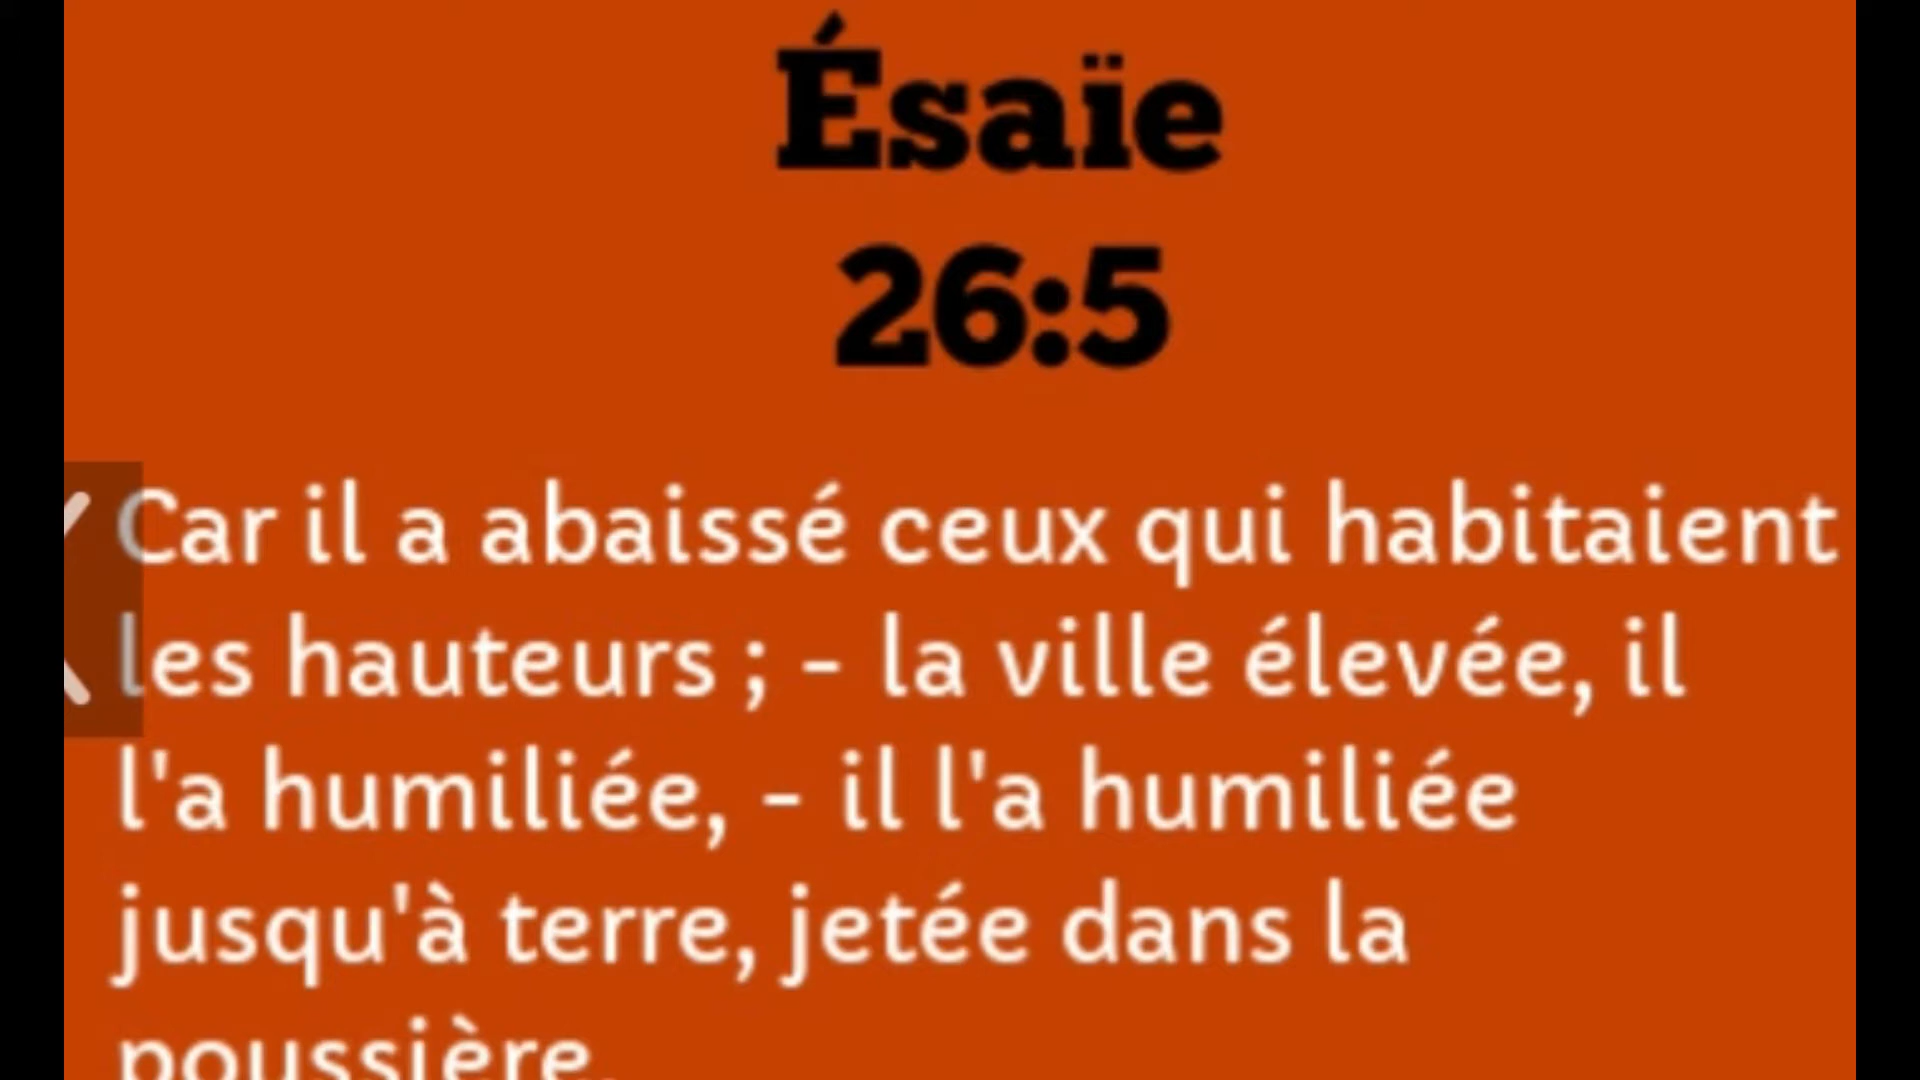 Ésaïe
26:5
Car il a abaissé ceux qui habitaient
les hauteurs ; - la ville élevée, il
l'a humiliée, - il l'a humiliée
jusqu'à terre, jetée dans la
poussière.